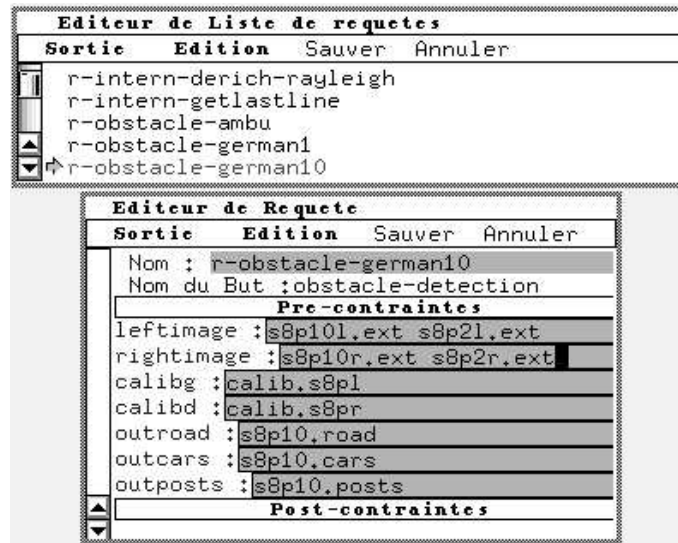 Editeur de Liste de requetes
Sortie Edition Sauver Annuler
r-intern-derich-rayleigh
r-intern-getlastline
r-obstacle-ambu
r-obstacle-german1
r-obstacle-german10
Editeur de Requete
Sortie Edition Sauver Annuler
Nom : r-obstacle-german10
Nom du But :obstacle-detection
Pre-contraintes
leftimage :s8p10l.ext s8p2l.ext
rightimage :s8p10r.ext s8p2r.ext
calibg :calib.s8pl
calibd :calib.s8pr
outroad :s8p10.road
outcars :s8p10.cars
outposts :s8p10.posts
Post-contraintes